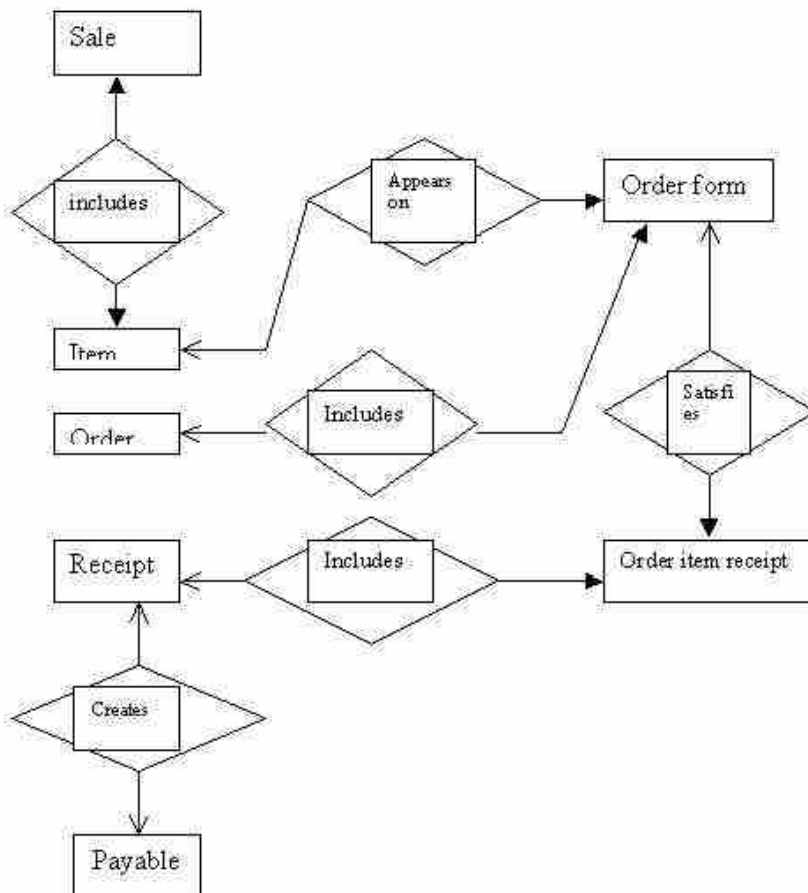 Sale
includes
Appears
on
Order form
Item
Order
Includes
Satisfi
es
Receipt
Includes
Order item receipt
Creates
Payable